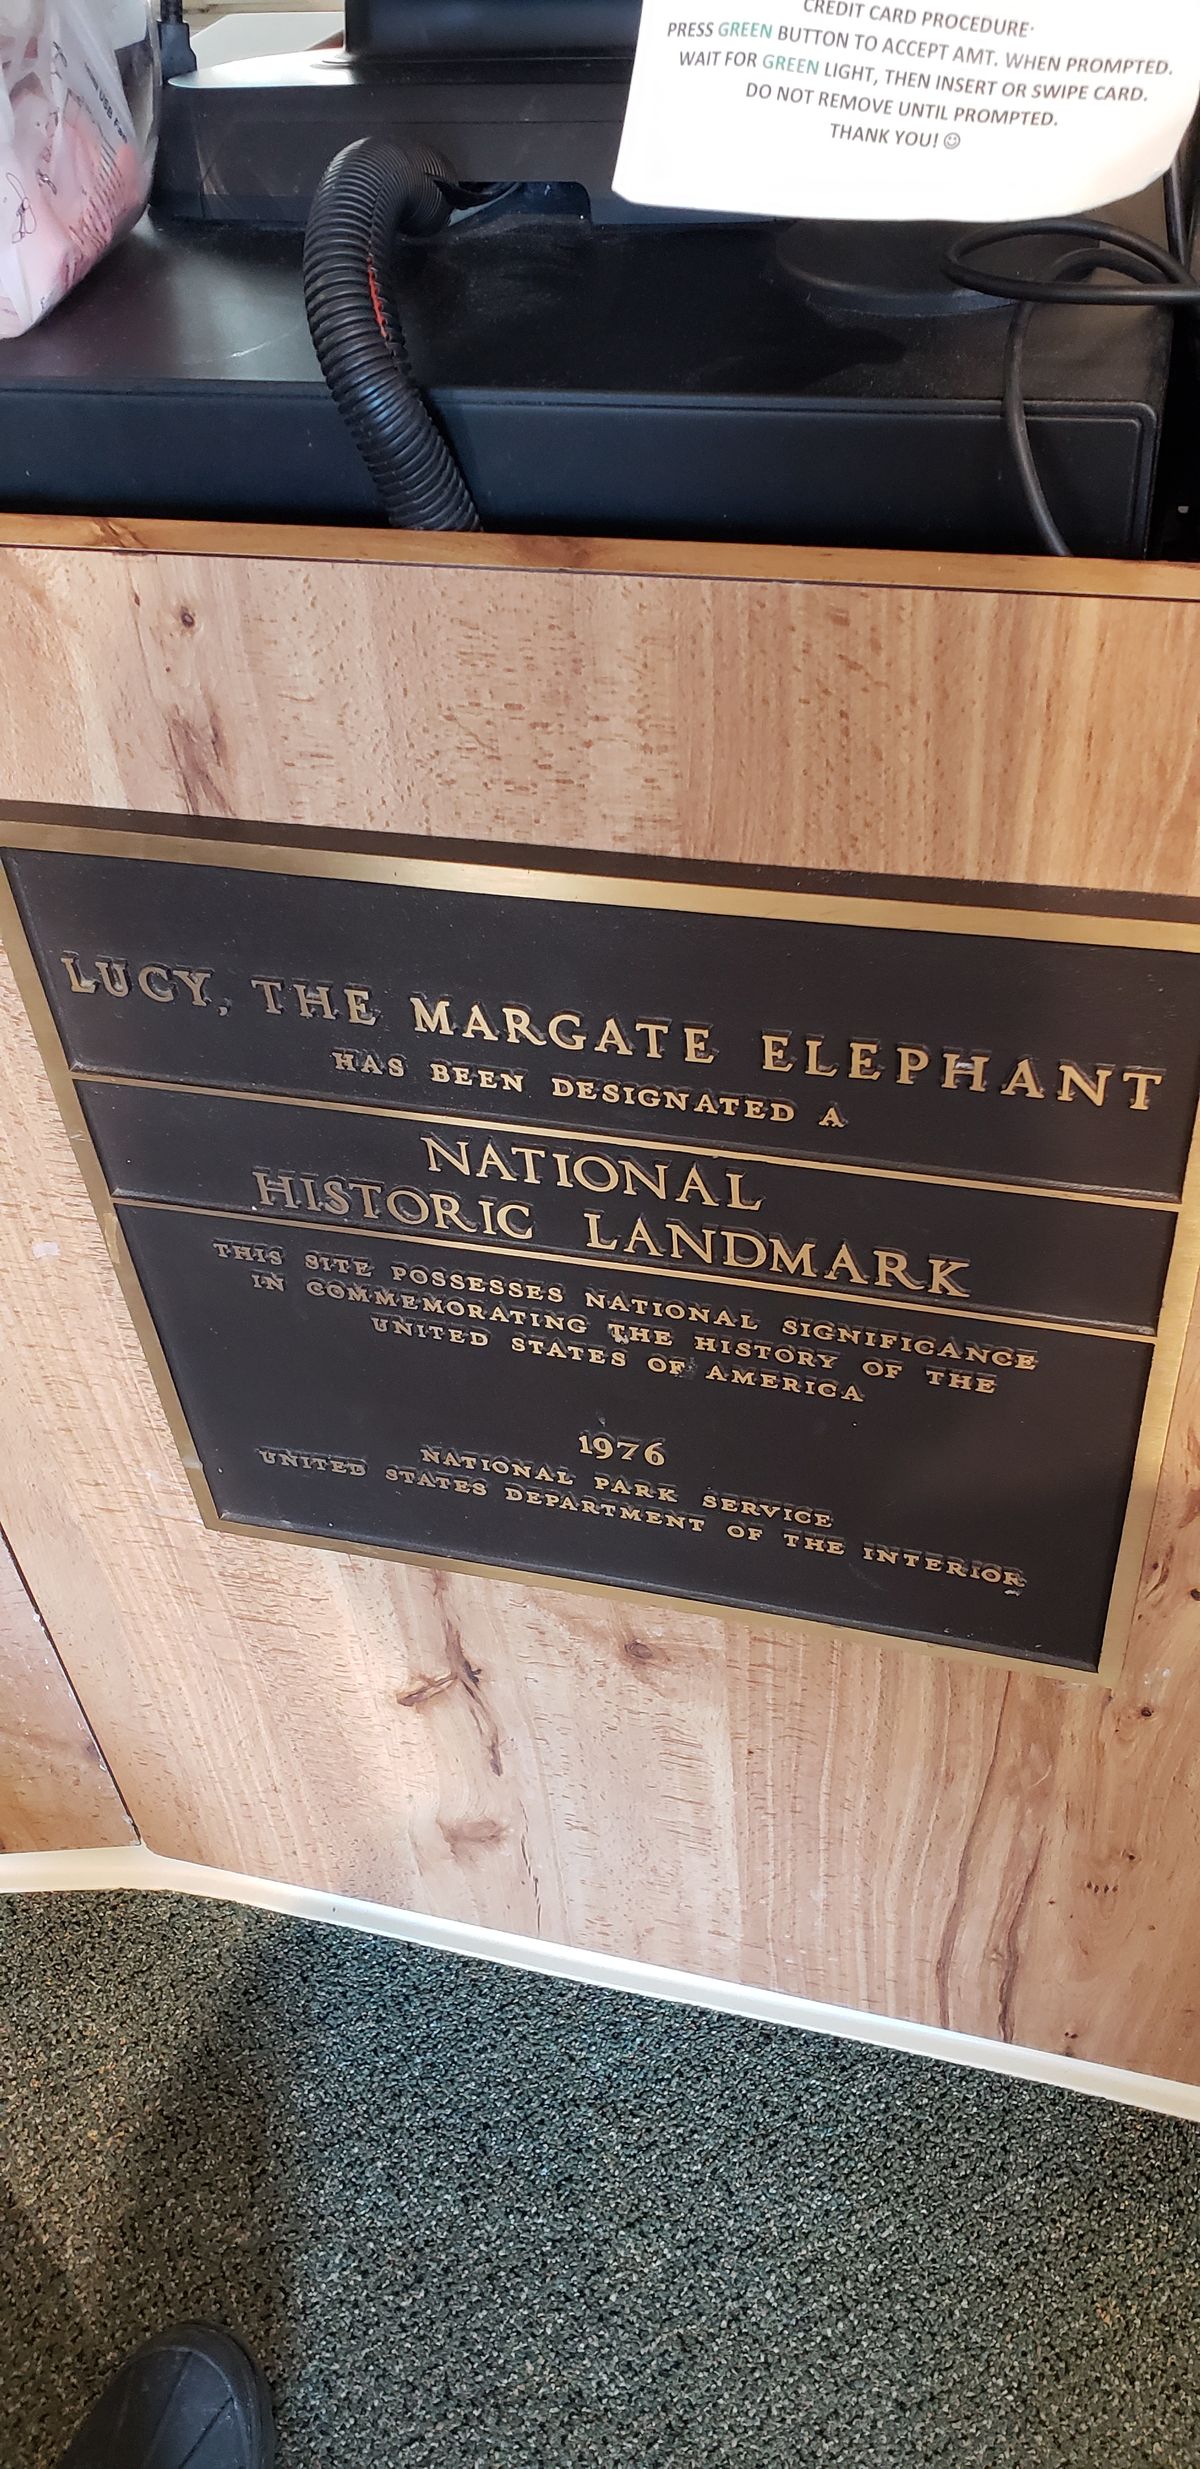 CREDIT CARD PROCEDURE:
PRESS GREEN BUTTON TO ACCEPT AMT. WHEN PROMPTED.
WAIT FOR GREEN LIGHT, THEN INSERT OR SWIPE CARD.
DO NOT REMOVE UNTIL PROMPTED.
THANK YOU! ☺
LUCY, THE MARGATE ELEPHANT
HAS BEEN DESIGNATED A
NATIONAL
HISTORIC LANDMARK
THIS SITE POSSESSES NATIONAL SIGNIFICANCE
IN COMMEMORATING THE HISTORY OF THE
UNITED STATES OF AMERICA
1976
NATIONAL PARK SERVICE
UNITED STATES DEPARTMENT OF THE INTERIOR